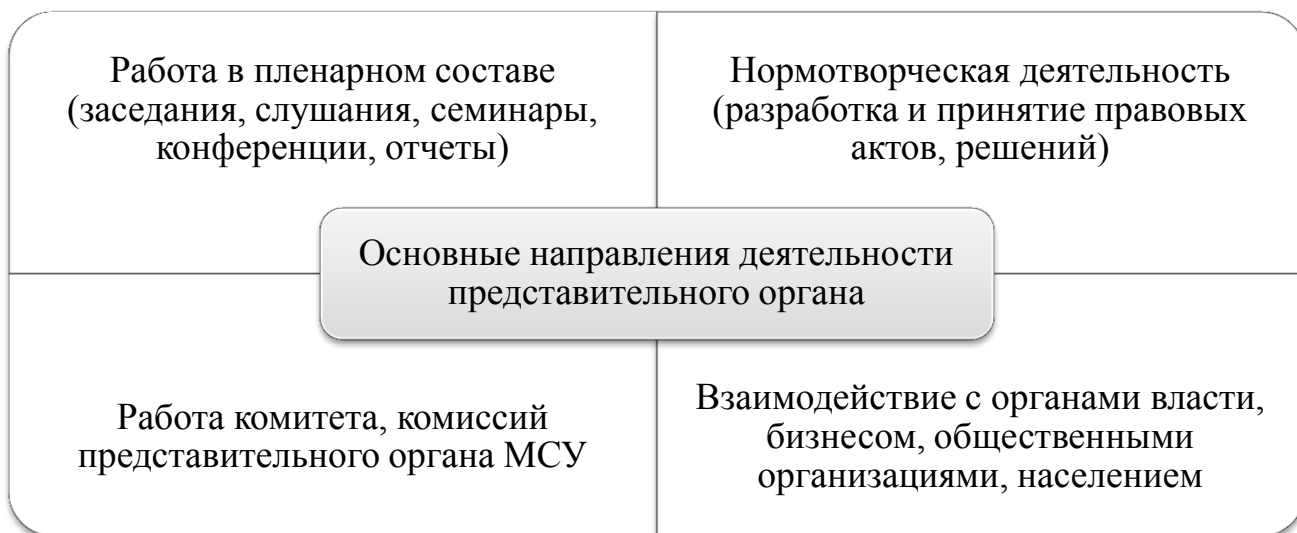 Работа в пленарном составе
(заседания, слушания, семинары,
конференции, отчеты)
Нормотворческая деятельность
(разработка и принятие правовых
актов, решений)
Основные направления деятельности
представительного органа
Работа комитета, комиссий
представительного органа МСУ
Взаимодействие с органами власти,
бизнесом, общественными
организациями, населением